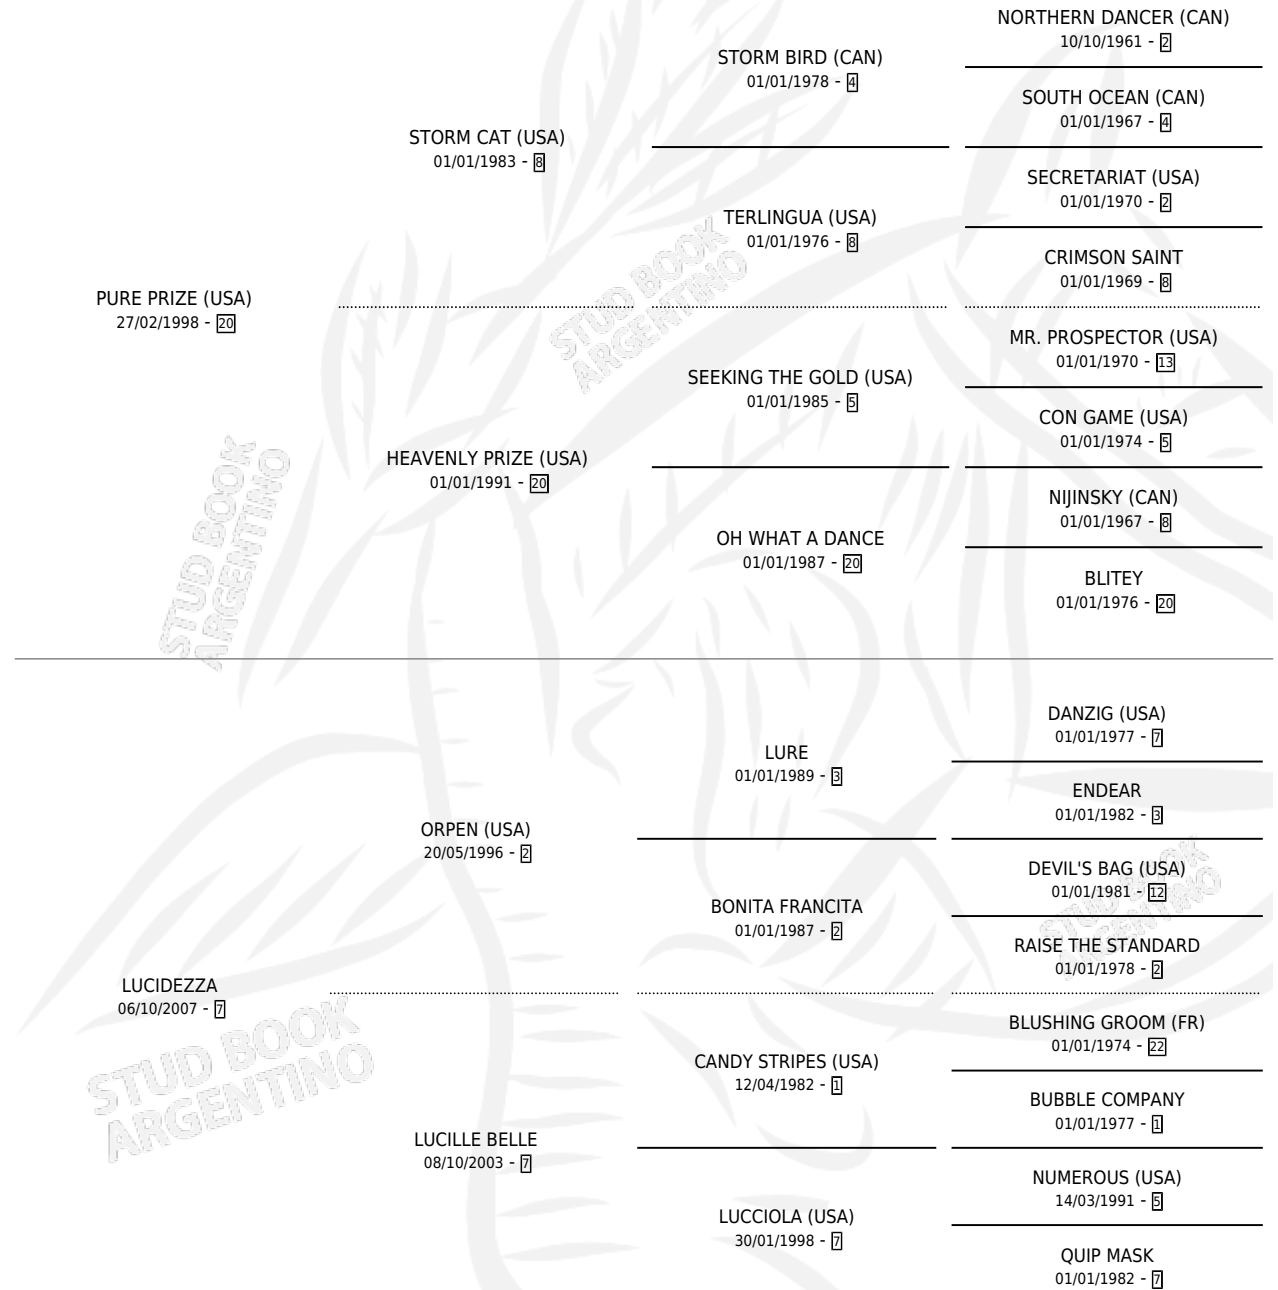 NORTHERN DANCER (CAN)
10/10/1961 - 2
STORM BIRD (CAN)
01/01/1978 - 4
SOUTH OCEAN (CAN)
01/01/1967 - 4
STORM CAT (USA)
01/01/1983 - 8
SECRETARIAT (USA)
01/01/1970 - 2
TERLINGUA (USA)
01/01/1976 - 8
CRIMSON SAINT
01/01/1969 - 8
PURE PRIZE (USA)
27/02/1998 - 20
MR. PROSPECTOR (USA)
01/01/1970 - 13
SEEKING THE GOLD (USA)
01/01/1985 - 5
CON GAME (USA)
01/01/1974 - 5
HEAVENLY PRIZE (USA)
01/01/1991 - 20
NIJINSKY (CAN)
01/01/1967 - 8
OH WHAT A DANCE
01/01/1987 - 20
BLITEY
01/01/1976 - 20
DANZIG (USA)
01/01/1977 - 7
LURE
01/01/1989 - 3
ENDEAR
01/01/1982 - 3
ORPEN (USA)
20/05/1996 - 2
DEVIL'S BAG (USA)
01/01/1981 - 12
BONITA FRANCITA
01/01/1987 - 2
RAISE THE STANDARD
01/01/1978 - 2
LUCIDEZZA
06/10/2007 - 7
BLUSHING GROOM (FR)
01/01/1974 - 22
CANDY STRIPES (USA)
12/04/1982 - 1
BUBBLE COMPANY
01/01/1977 - 1
LUCILLE BELLE
08/10/2003 - 7
NUMEROUS (USA)
14/03/1991 - 5
LUCCIOLA (USA)
30/01/1998 - 7
QUIP MASK
01/01/1982 - 7
STUD BOOK
ARGENTINO
STUD BOOK
ARGENTINO
STUD BOOK
ARGENTINO
STUD BOOK
ARGENTINO